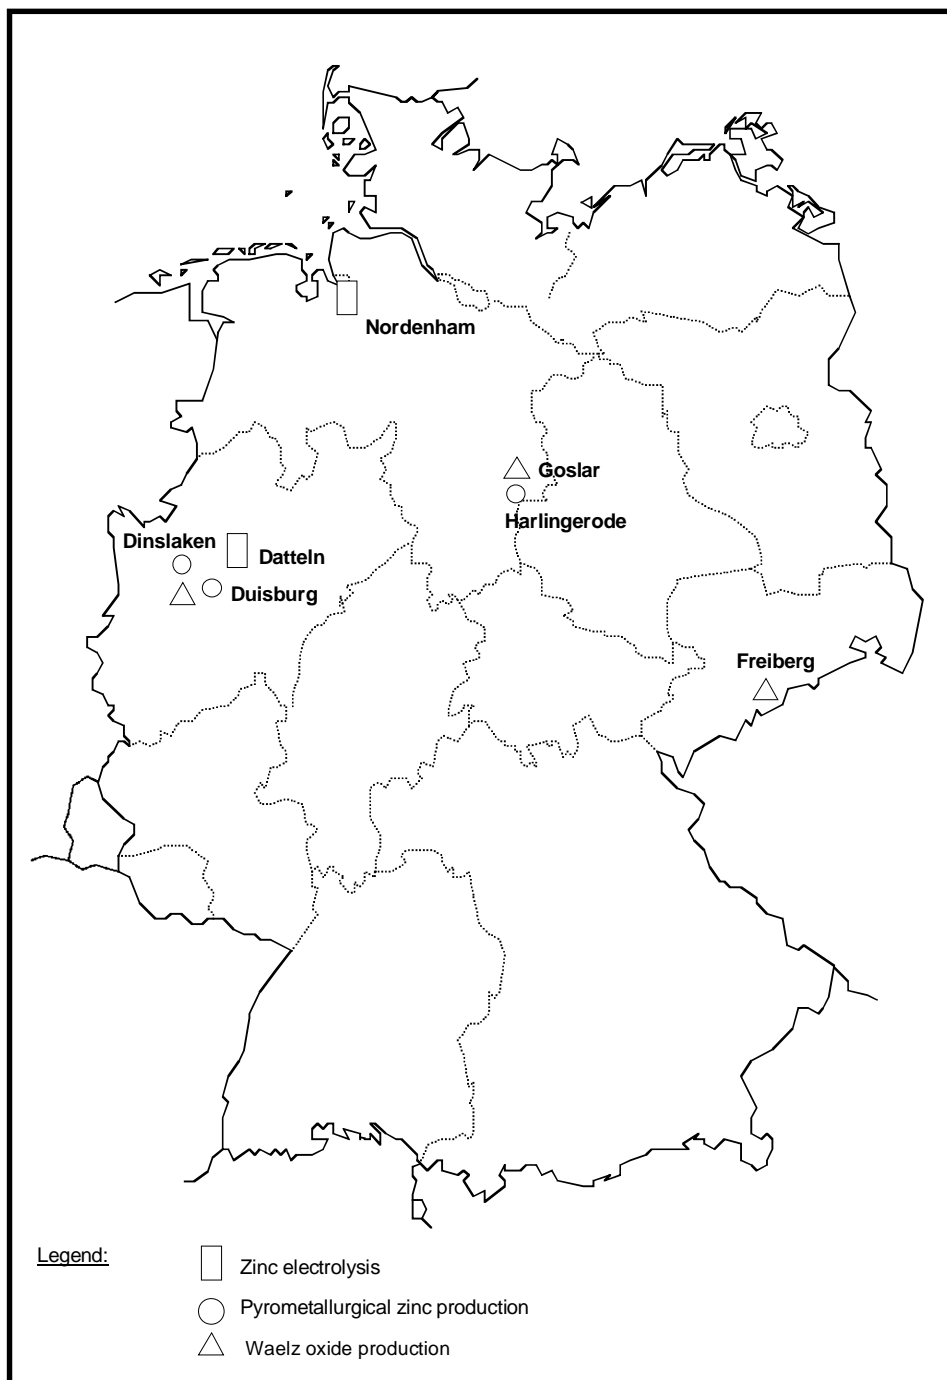 Nordenham
Goslar
Harlingerode
Dinslaken
Datteln
Duisburg
Freiberg
Legend:
Zinc electrolysis
Pyrometallurgical zinc production
Waelz oxide production